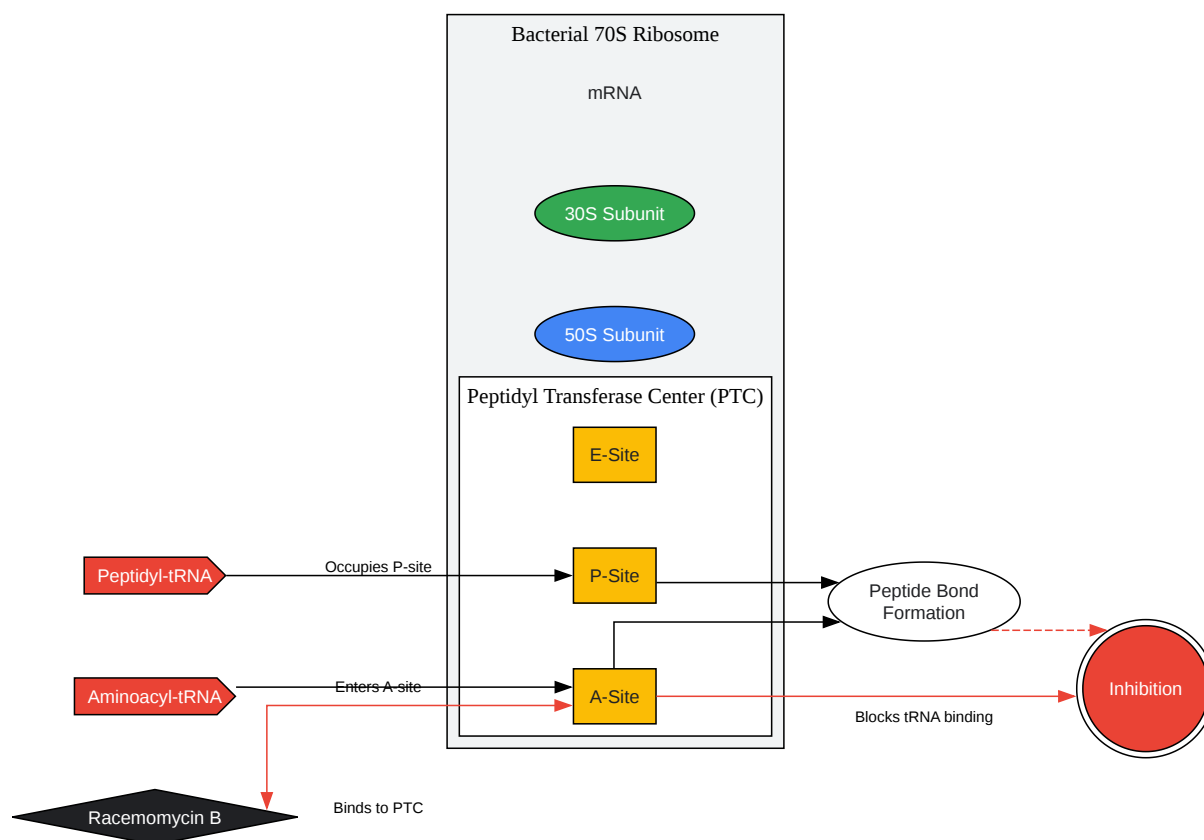 Bacterial 70S Ribosome
mRNA
30S Subunit
50S Subunit
Peptidyl Transferase Center (PTC)
E-Site
Peptidyl-tRNA
Occupies P-site
P-Site
Peptide Bond
Formation
Aminoacyl-tRNA
Enters A-site
A-Site
Blocks tRNA binding
Inhibition
Racemomycin B
Binds to PTC